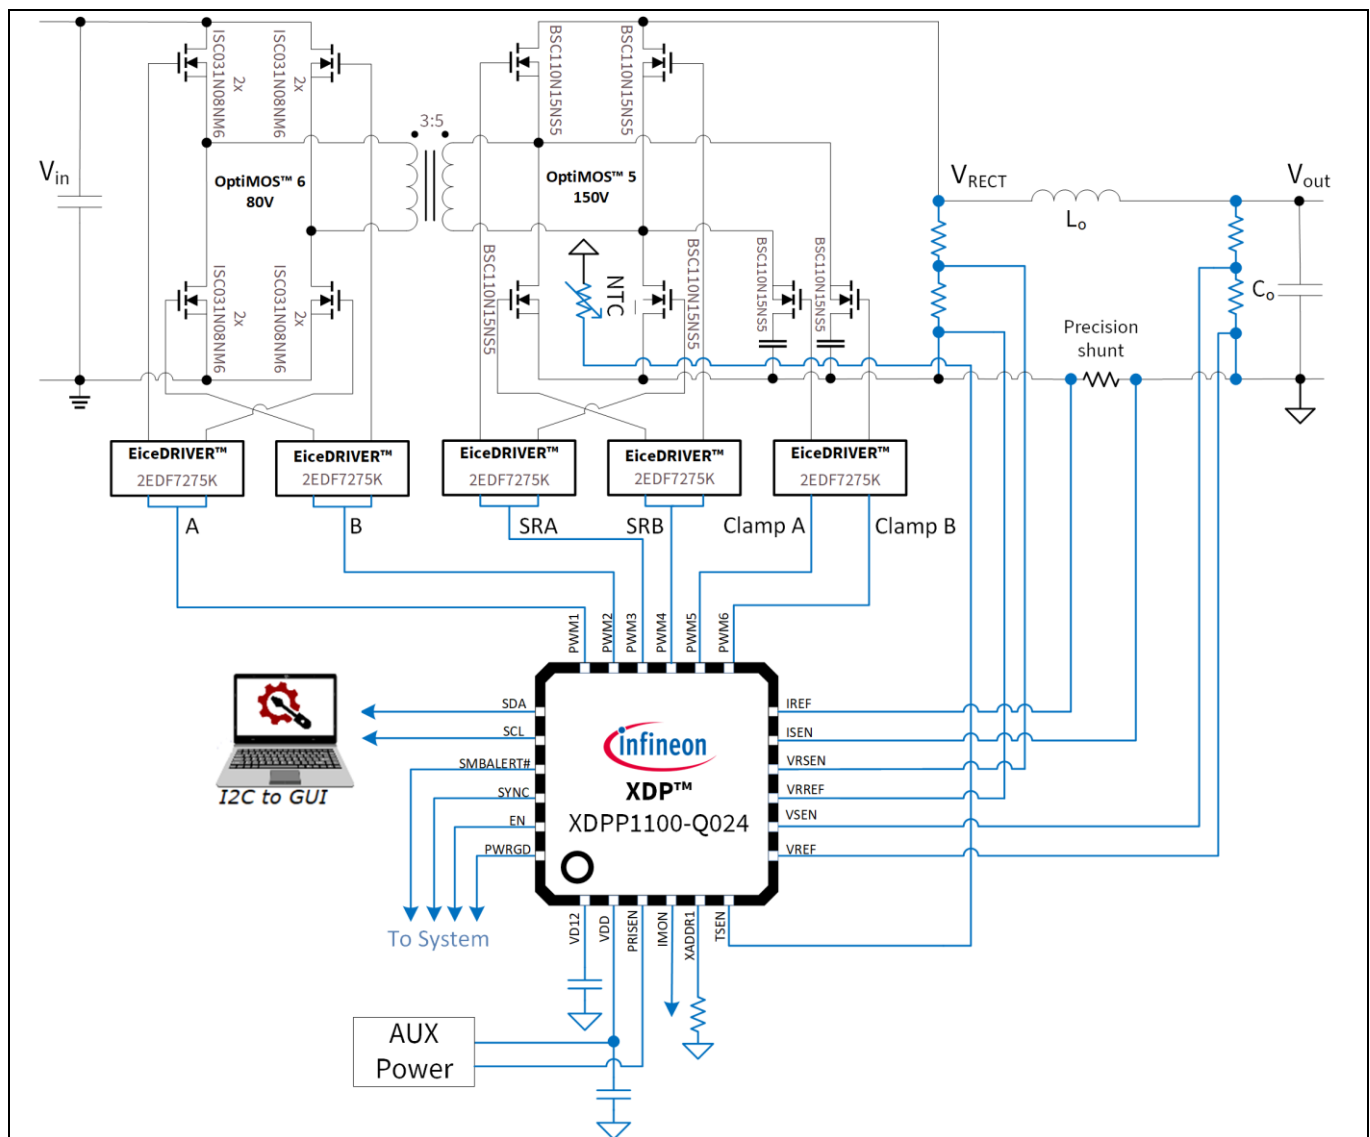 ISC031N08NM6
2x
ISC031N08NM6
2x
BSC110N15NS5
BSC110N15NS5
3:5
Vin
OptiMOS™ 6
80V
OptiMOS™ 5
150V
VRECT
Lo
Vout
ISC031N08NM6
2x
ISC031N08NM6
2x
BSC110N15NS5
NTC
BSC110N15NS5
BSC110N15NS5
BSC110N15NS5
Co
Precision
shunt
EiceDRIVER™
2EDF7275K
EiceDRIVER™
2EDF7275K
EiceDRIVER™
2EDF7275K
EiceDRIVER™
2EDF7275K
EiceDRIVER™
2EDF7275K
A
B
SRA
SRB
Clamp A
Clamp B
PWM1
PWM2
PWM3
PWM4
PWM5
PWM6
SDA
SCL
SMBALERT#
SYNC
EN
PWRGD
I2C to GUI
To System
infineon
XDP™
XDPP1100-Q024
IREF
ISEN
VRSEN
VRREF
VSEN
VREF
VD12
VDD
PRISEN
IMON
XADDR1
TSEN
AUX
Power